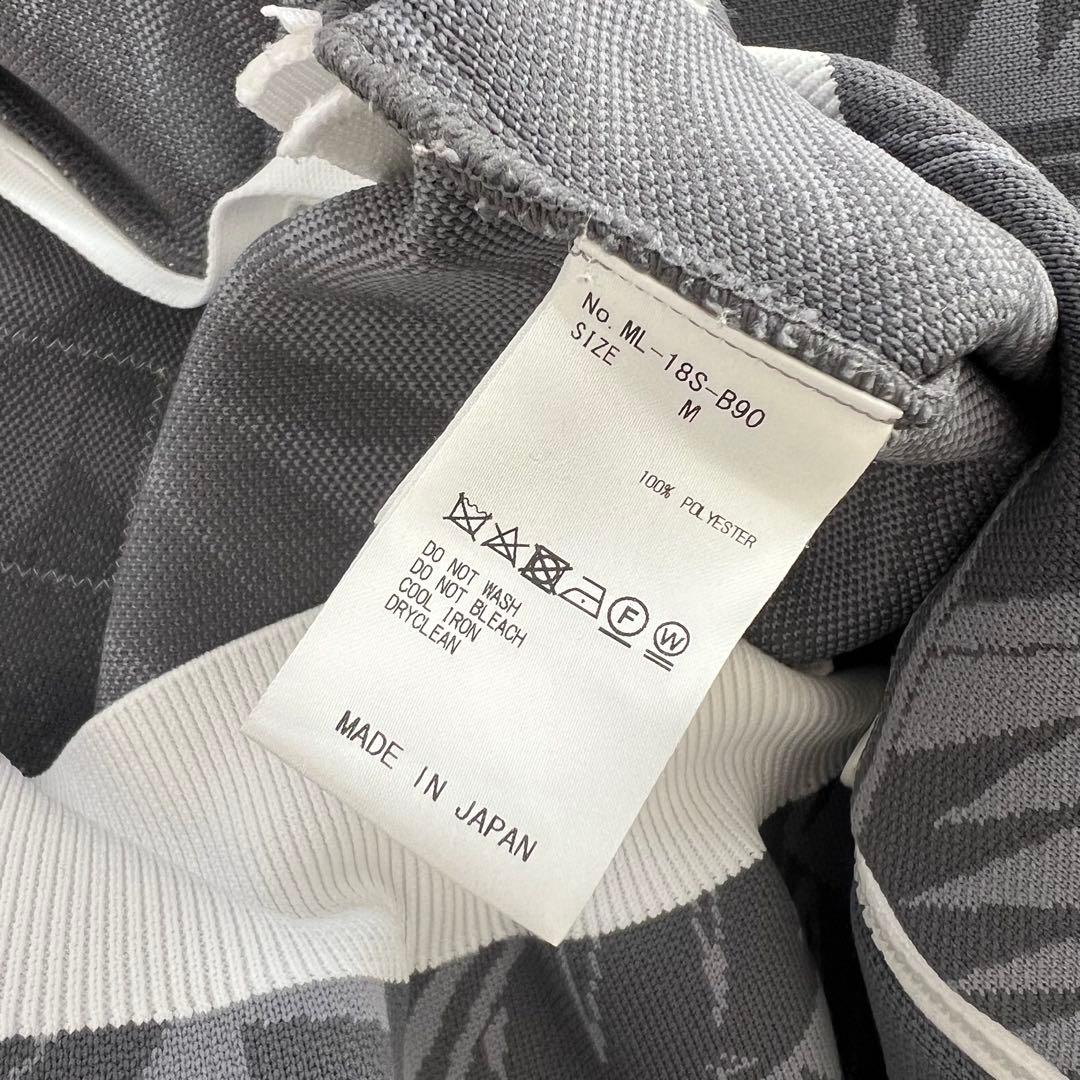 No. ML-18S-B90
SIZE M
100% POLYESTER
F W
DO NOT WASH
DO NOT BLEACH
COOL IRON
DRYCLEAN
MADE IN JAPAN